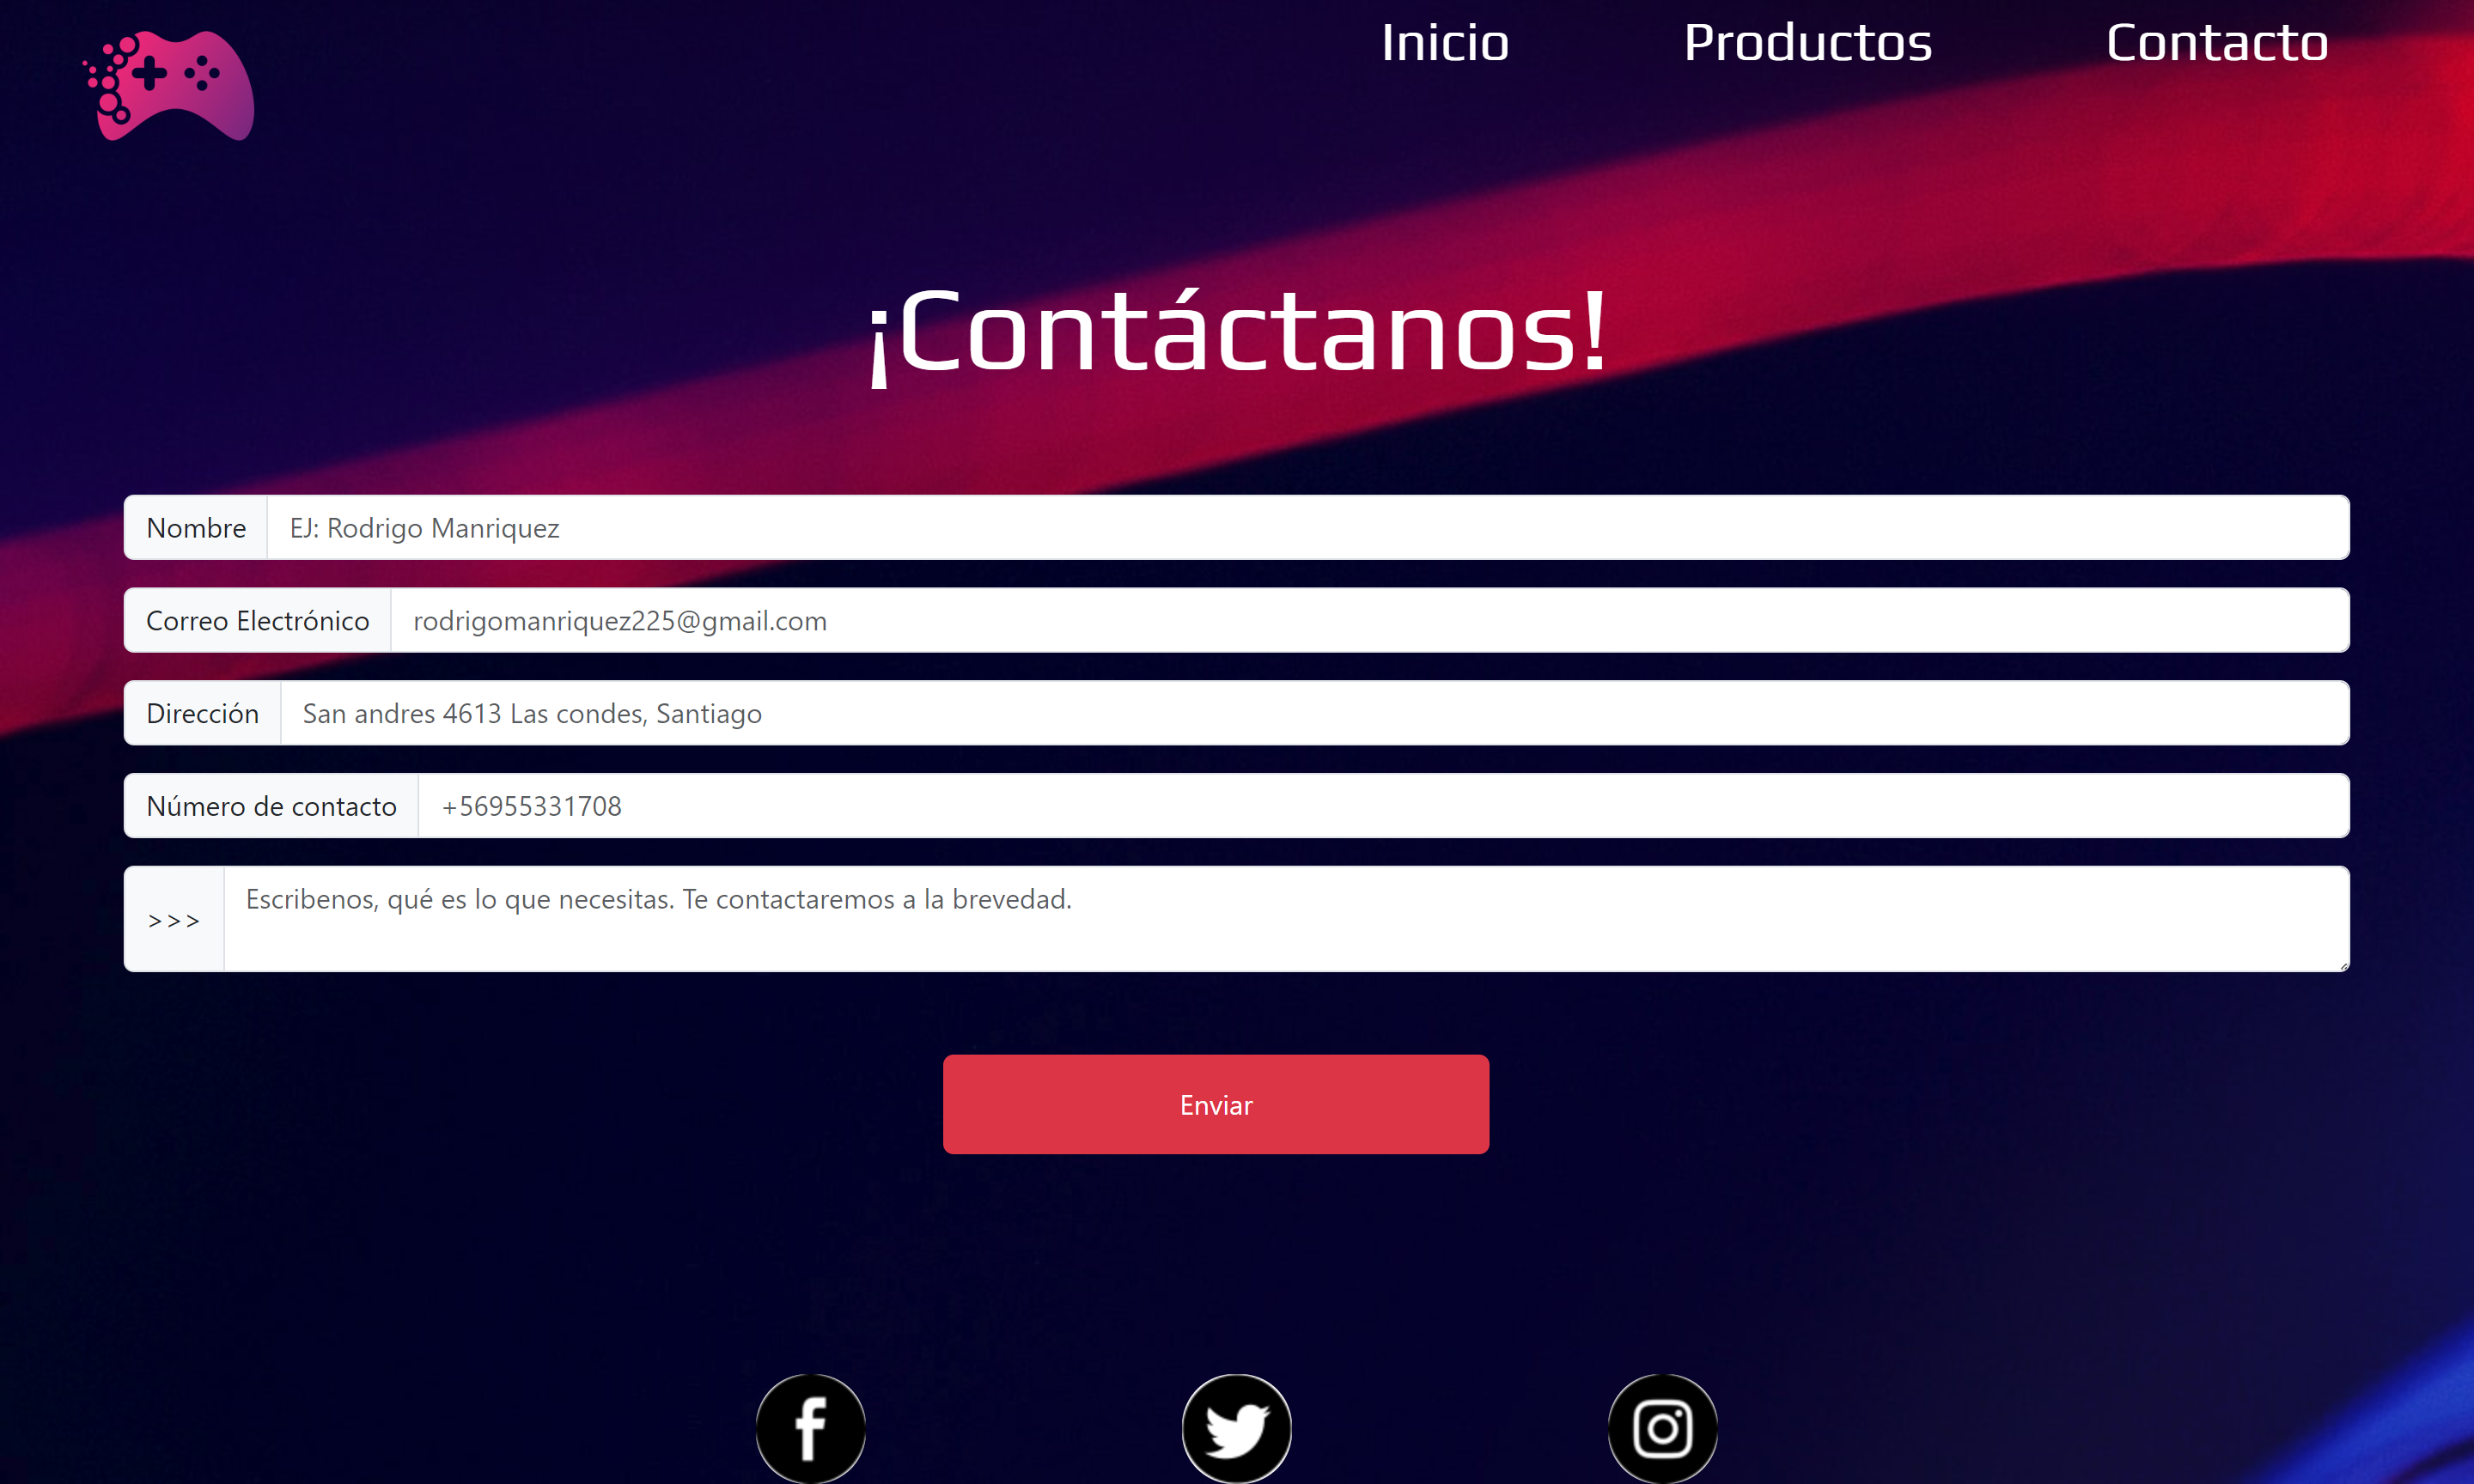 Inicio Productos Contacto
¡Contáctanos!
Nombre EJ: Rodrigo Manriquez
Correo Electrónico rodrigomanriquez225@gmail.com
Dirección San andres 4613 Las condes, Santiago
Número de contacto +56955331708
>>> Escribenos, qué es lo que necesitas. Te contactaremos a la brevedad.
Enviar